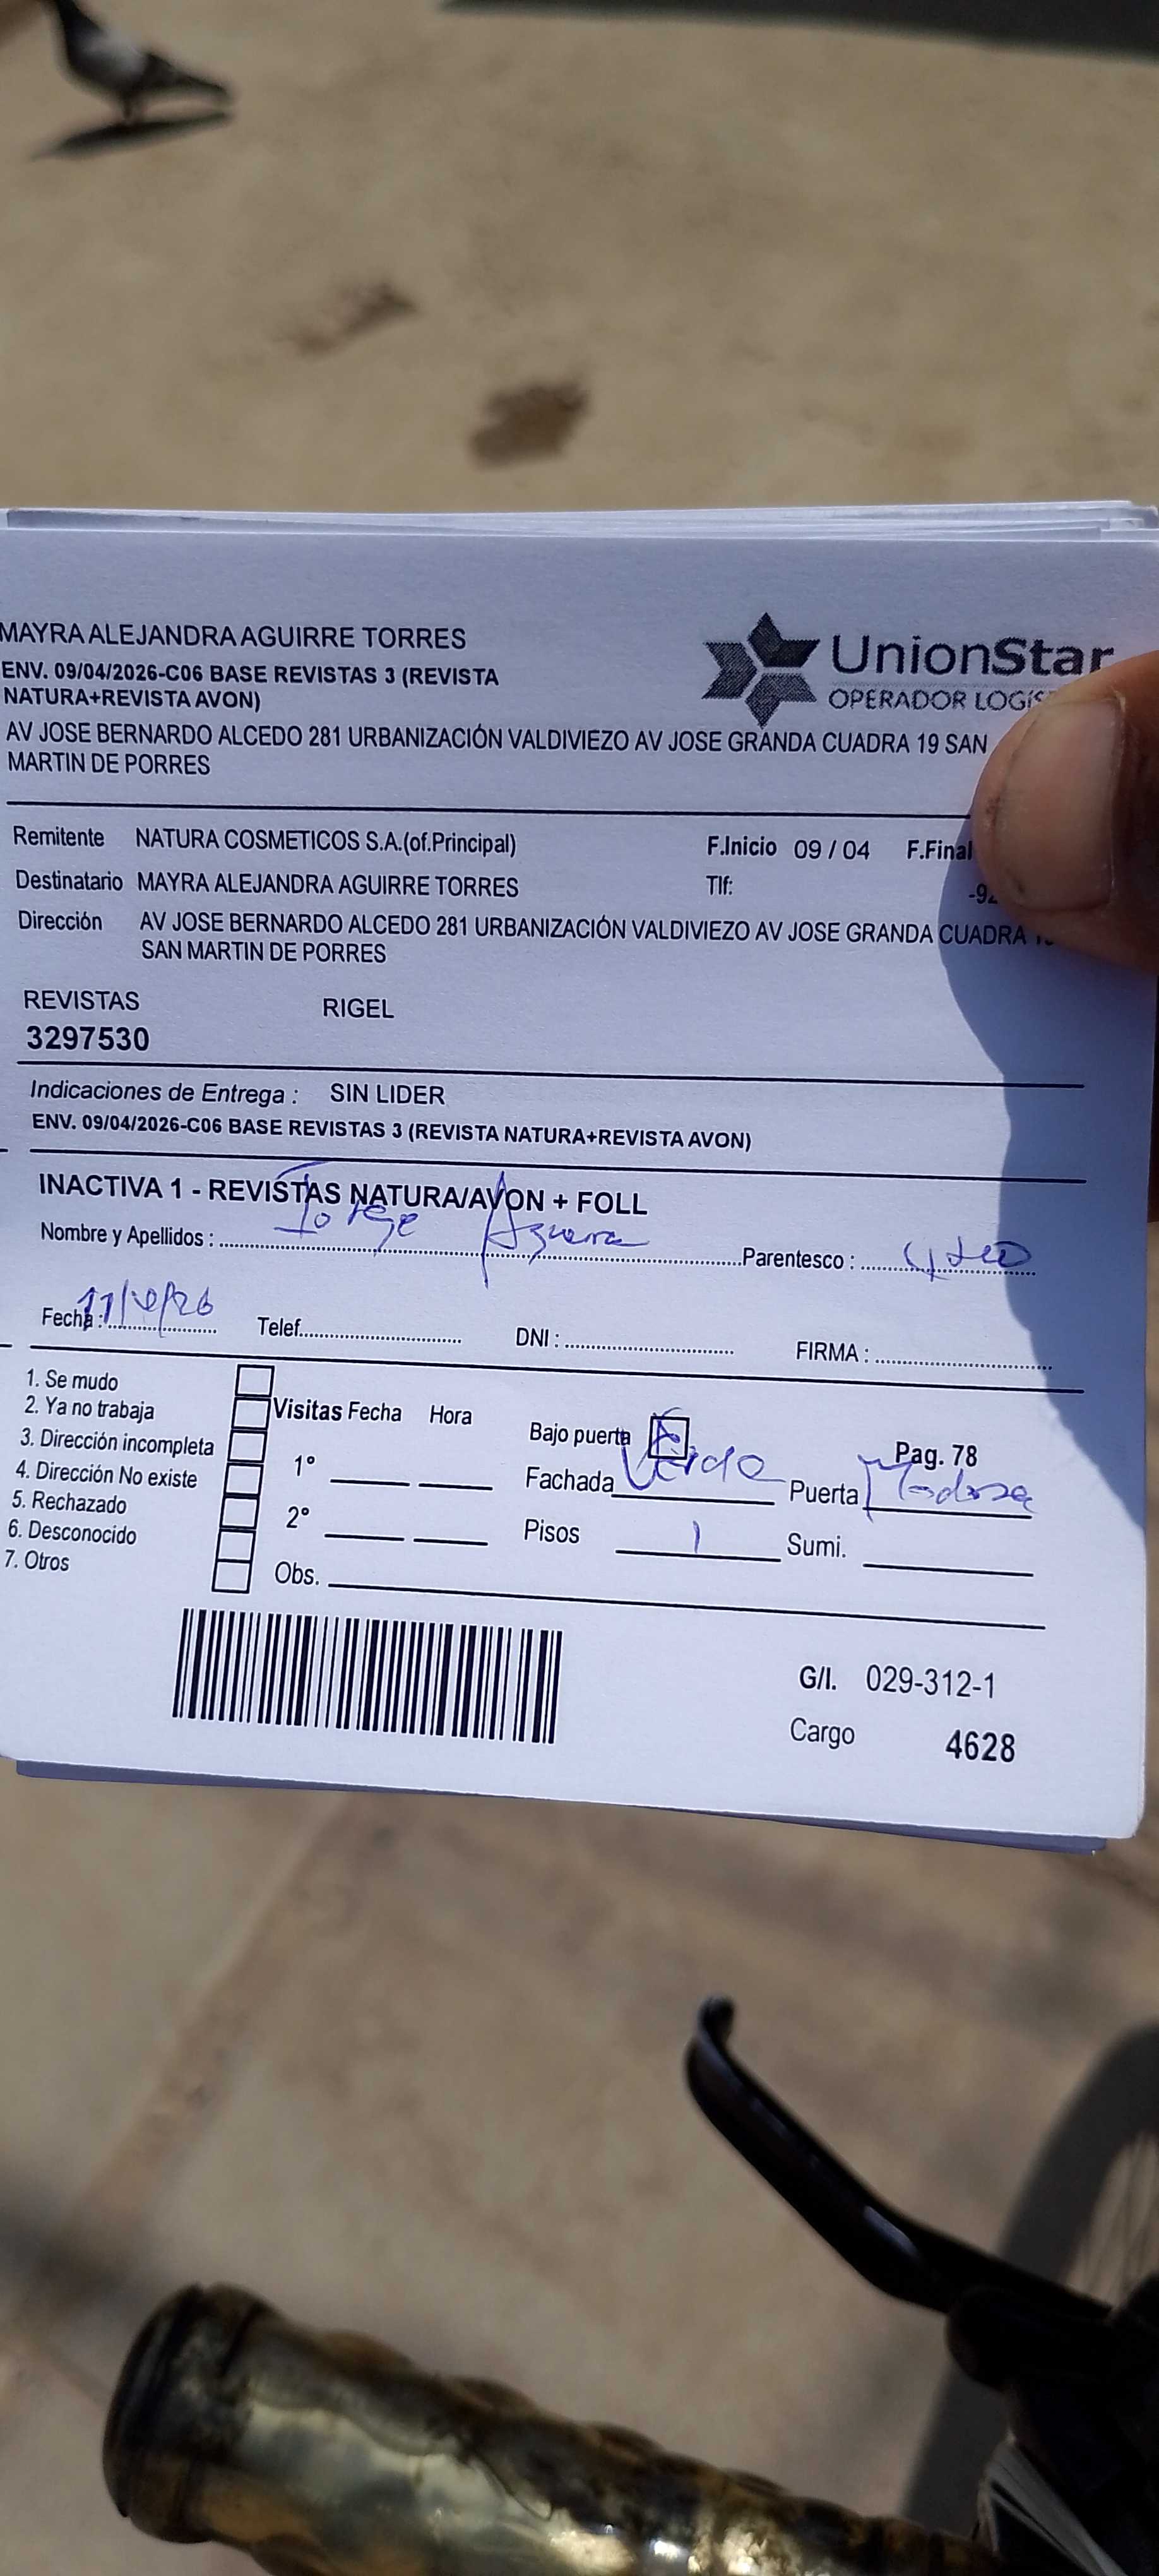 MAYRA ALEJANDRA AGUIRRE TORRES
ENV. 09/04/2026-C06 BASE REVISTAS 3 (REVISTA
NATURA+REVISTA AVON)
UnionStar
OPERADOR
AV JOSE BERNARDO ALCEDO 281 URBANIZACIÓN VALDIVIEZO AV JOSE GRANDA CUADRA 19 SAN
MARTIN DE PORRES
Remitente NATURA COSMETICOS S.A.(of.Principal) F.Inicio 09 / 04 F.Final
Destinatario MAYRA ALEJANDRA AGUIRRE TORRES Tlf:
Dirección AV JOSE BERNARDO ALCEDO 281 URBANIZACIÓN VALDIVIEZO AV JOSE GRANDA CUADRA
SAN MARTIN DE PORRES
REVISTAS RIGEL
3297530
Indicaciones de Entrega : SIN LIDER
ENV. 09/04/2026-C06 BASE REVISTAS 3 (REVISTA NATURA+REVISTA AVON)
INACTIVA 1 - REVISTAS NATURA/AVON + FOLL
Nombre y Apellidos : Jorge Parentesco :
Fecha : Telef. DNI : FIRMA :
1. Se mudo
2. Ya no trabaja
3. Dirección incompleta
4. Dirección No existe
5. Rechazado
6. Desconocido
7. Otros
Visitas Fecha Hora
1°
2°
Obs.
Bajo puerta Pag. 78
Fachada Verde Puerta
Pisos 1 Sumi.
G/I. 029-312-1
Cargo 4628